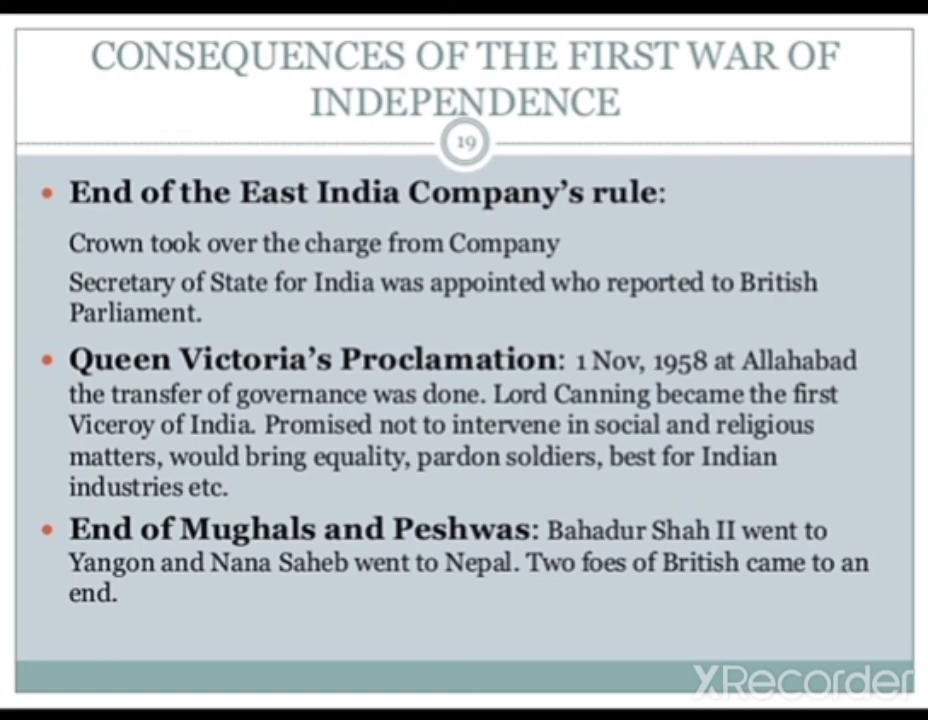 CONSEQUENCES OF THE FIRST WAR OF
INDEPENDENCE
19
• End of the East India Company's rule:
Crown took over the charge from Company
Secretary of State for India was appointed who reported to British
Parliament.
• Queen Victoria's Proclamation: 1 Nov, 1958 at Allahabad
the transfer of governance was done. Lord Canning became the first
Viceroy of India. Promised not to intervene in social and religious
matters, would bring equality, pardon soldiers, best for Indian
industries etc.
• End of Mughals and Peshwas: Bahadur Shah II went to
Yangon and Nana Saheb went to Nepal. Two foes of British came to an
end.
XRecorder